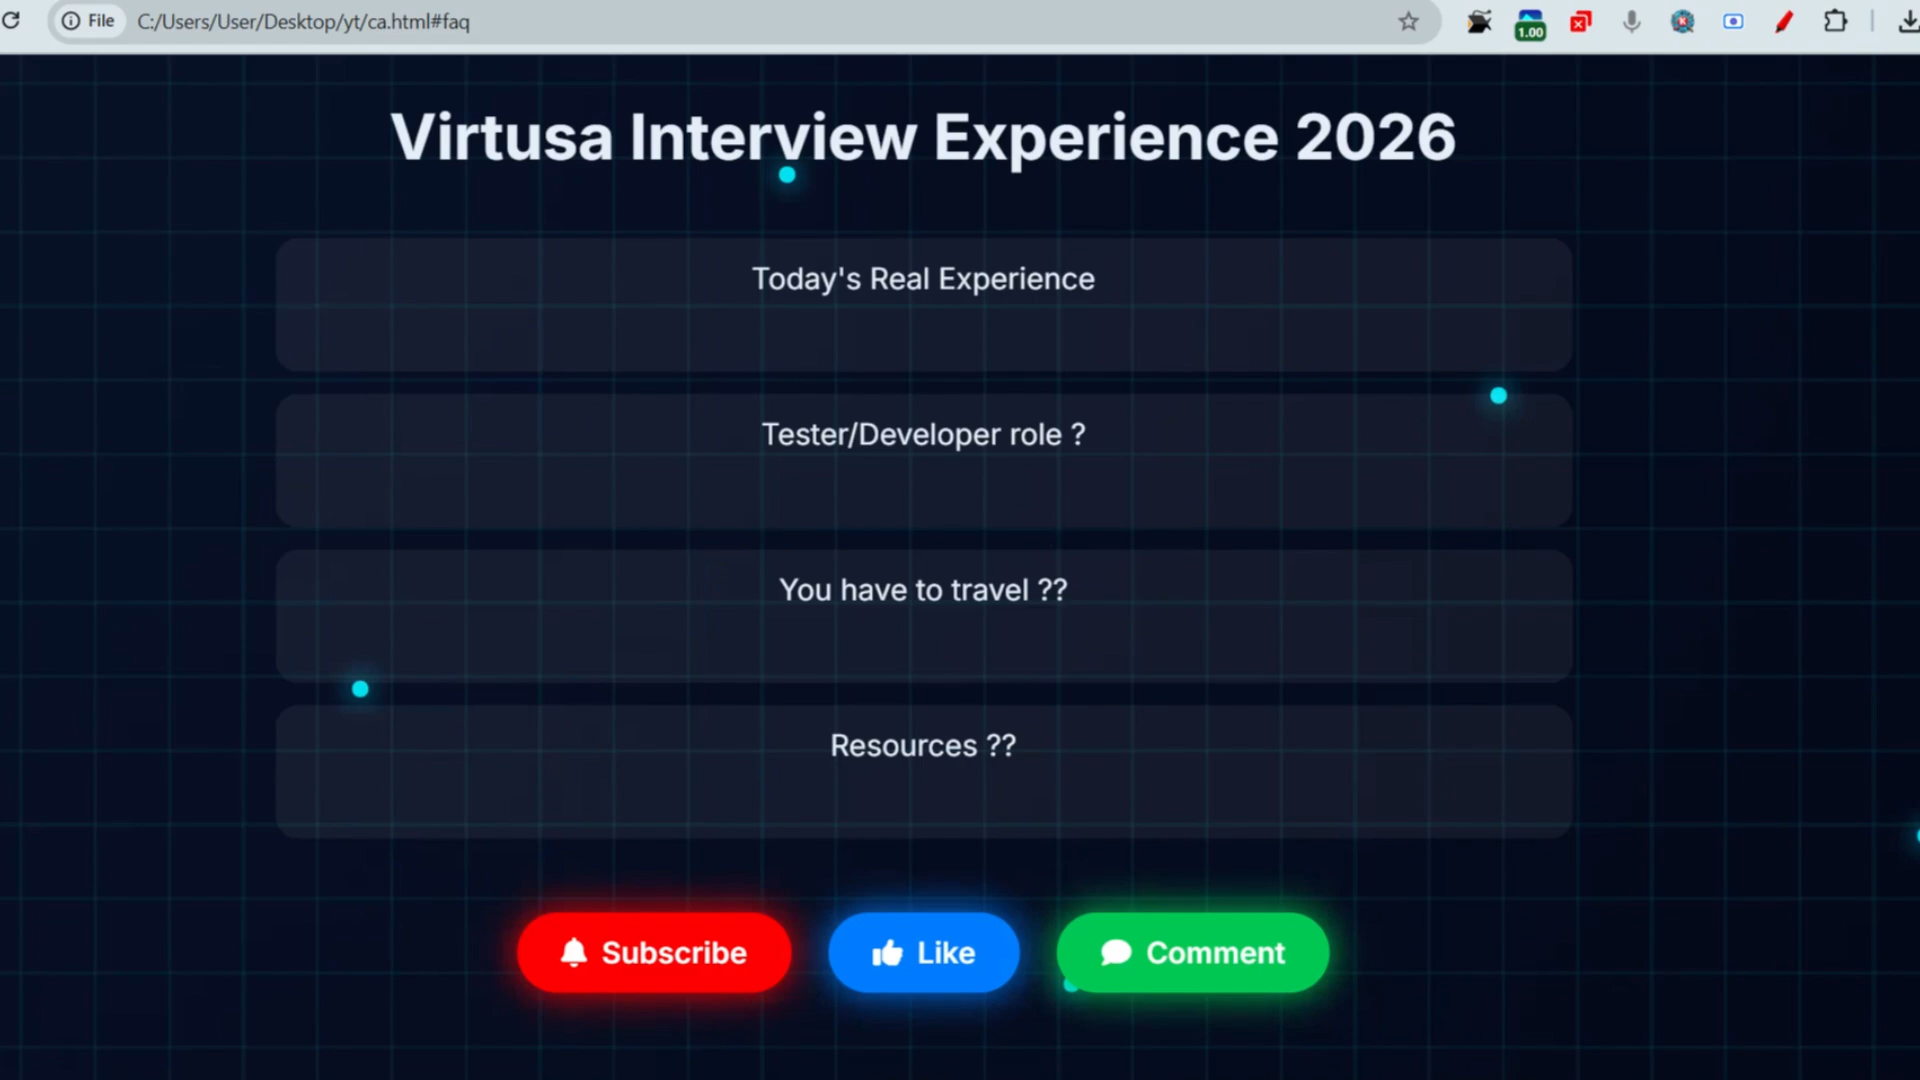 File C:/Users/User/Desktop/yt/ca.html#faq
1.00
Virtusa Interview Experience 2026
Today's Real Experience
Tester/Developer role ?
You have to travel ??
Resources ??
Subscribe Like Comment